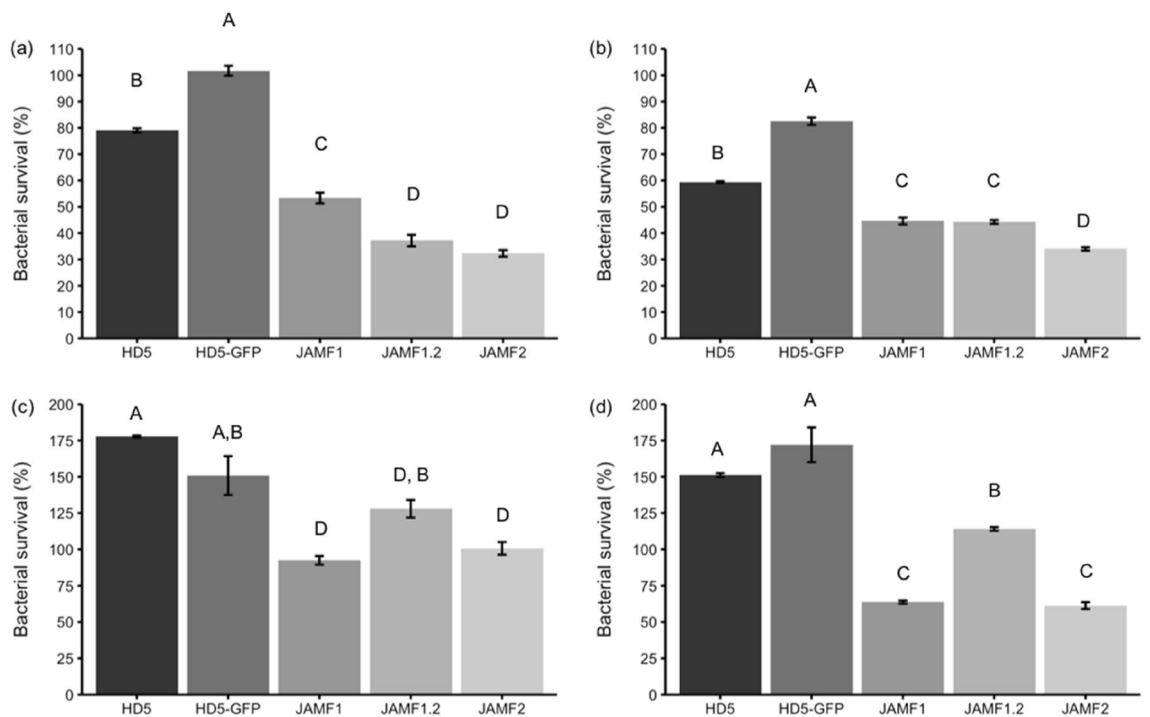 (a)
A
B
C
D
D
Bacterial survival (%)
110
100
90
80
70
60
50
40
30
20
10
0
HD5 HD5-GFP JAMF1 JAMF1.2 JAMF2
(b)
A
B
C
C
D
Bacterial survival (%)
110
100
90
80
70
60
50
40
30
20
10
0
HD5 HD5-GFP JAMF1 JAMF1.2 JAMF2
(c)
A
A,B
D
D, B
D
Bacterial survival (%)
200
175
150
125
100
75
50
25
0
HD5 HD5-GFP JAMF1 JAMF1.2 JAMF2
(d)
A
A
C
B
C
Bacterial survival (%)
200
175
150
125
100
75
50
25
0
HD5 HD5-GFP JAMF1 JAMF1.2 JAMF2